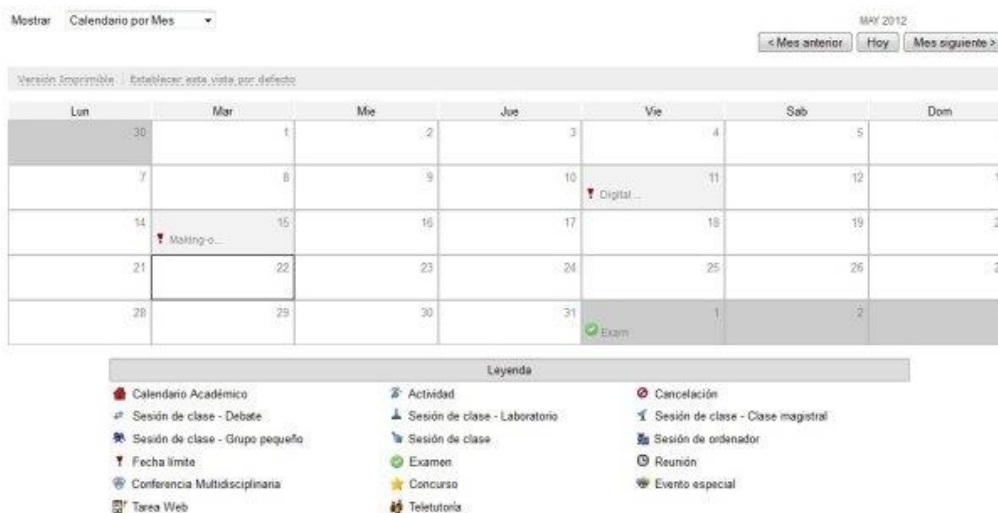 Mostrar Calendario por Mes
MAY 2012
< Mes anterior Hoy Mes siguiente >
Versión Imprimible Establecer esta vista por defecto
Lun Mar Mie Jue Vie Sab Dom
30 1 2 3 4 5
7 8 9 10 11 12
Digital ...
14 15 16 17 18 19
Making-o...
21 22 23 24 25 26
28 29 30 31 1 2
Exam
Leyenda
Calendario Académico Actividad Cancelación
Sesión de clase - Debate Sesión de clase - Laboratorio Sesión de clase - Clase magistral
Sesión de clase - Grupo pequeño Sesión de clase Sesión de ordenador
Fecha límite Examen Reunión
Conferencia Multidisciplinaria Concurso Evento especial
Tarea Web Teletutoría